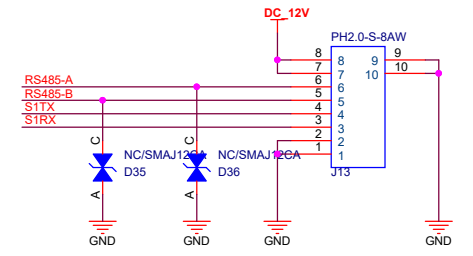 DC_12V
PH2.0-S-8AW
8 8 9 9
7 7 10 10
RS485-A 6 6
RS485-B 5 5
S1TX 4 4
S1RX 3 3
2 2
1 1
J13
C NC/SMAJ12CA C NC/SMAJ12CA
D35 D36
A A
GND GND GND GND